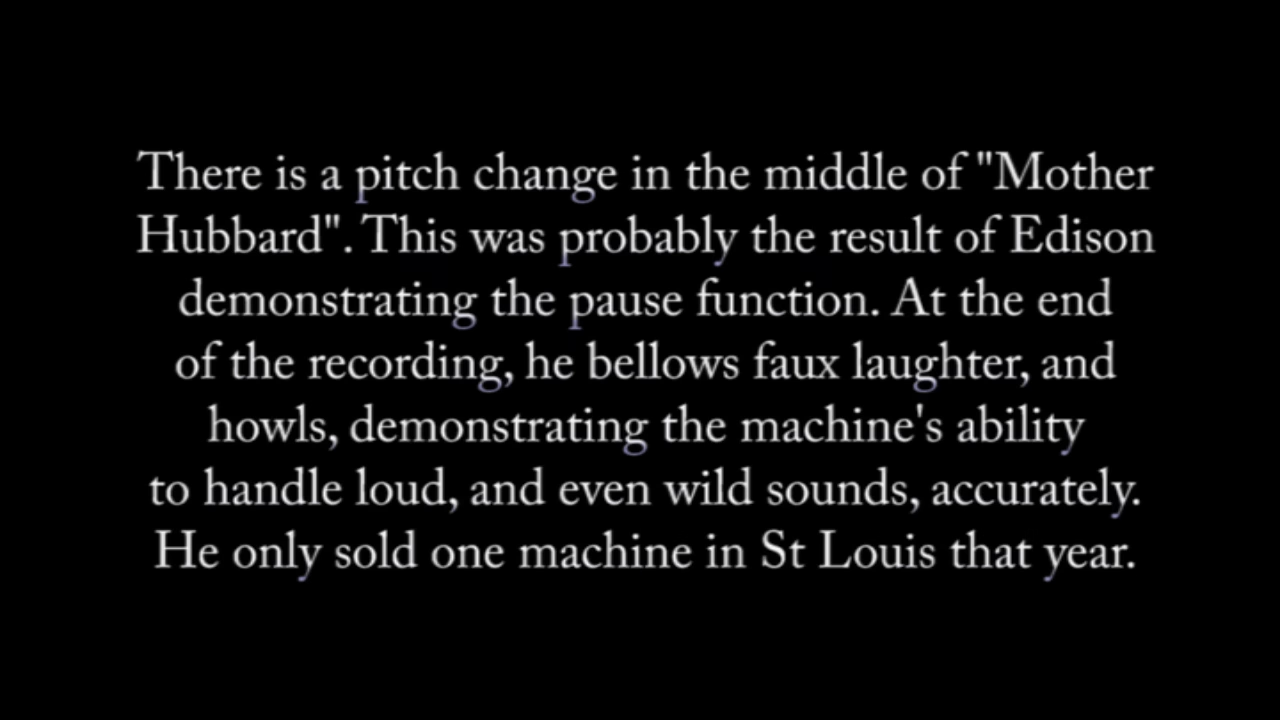 There is a pitch change in the middle of "Mother
Hubbard". This was probably the result of Edison
demonstrating the pause function. At the end
of the recording, he bellows faux laughter, and
howls, demonstrating the machine's ability
to handle loud, and even wild sounds, accurately.
He only sold one machine in St Louis that year.